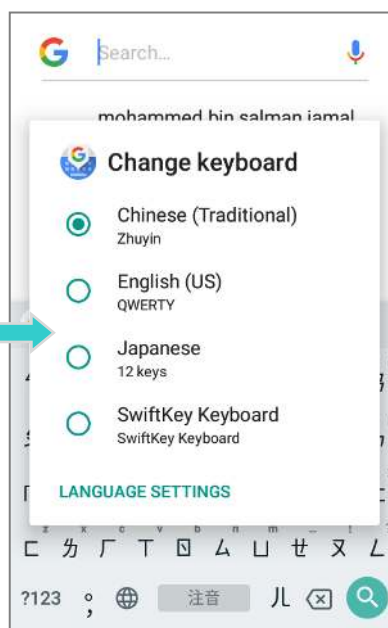 Search...
mohammed bin salman jamal
Change keyboard
Chinese (Traditional)
Zhuyin
English (US)
QWERTY
Japanese
12 keys
SwiftKey Keyboard
SwiftKey Keyboard
LANGUAGE SETTINGS
z x c v b n m _ !
ㄈ ㄌ ㄏ ㄒ ㄖ ㄙ ㄩ ㄝ ㄡ ㄥ
?123 ° , 注音 ㄦ